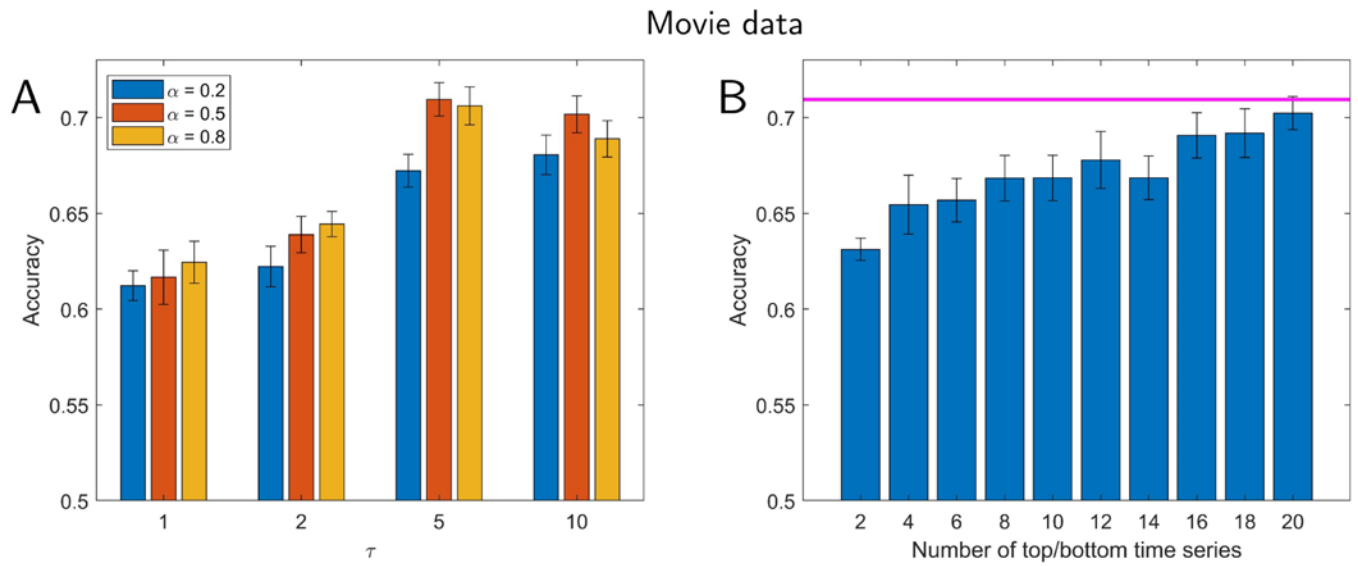 Movie data
A
α = 0.2
α = 0.5
α = 0.8
0.7
0.65
0.6
0.55
0.5
Accuracy
1 2 5 10
τ
B
0.7
0.65
0.6
0.55
0.5
Accuracy
2 4 6 8 10 12 14 16 18 20
Number of top/bottom time series